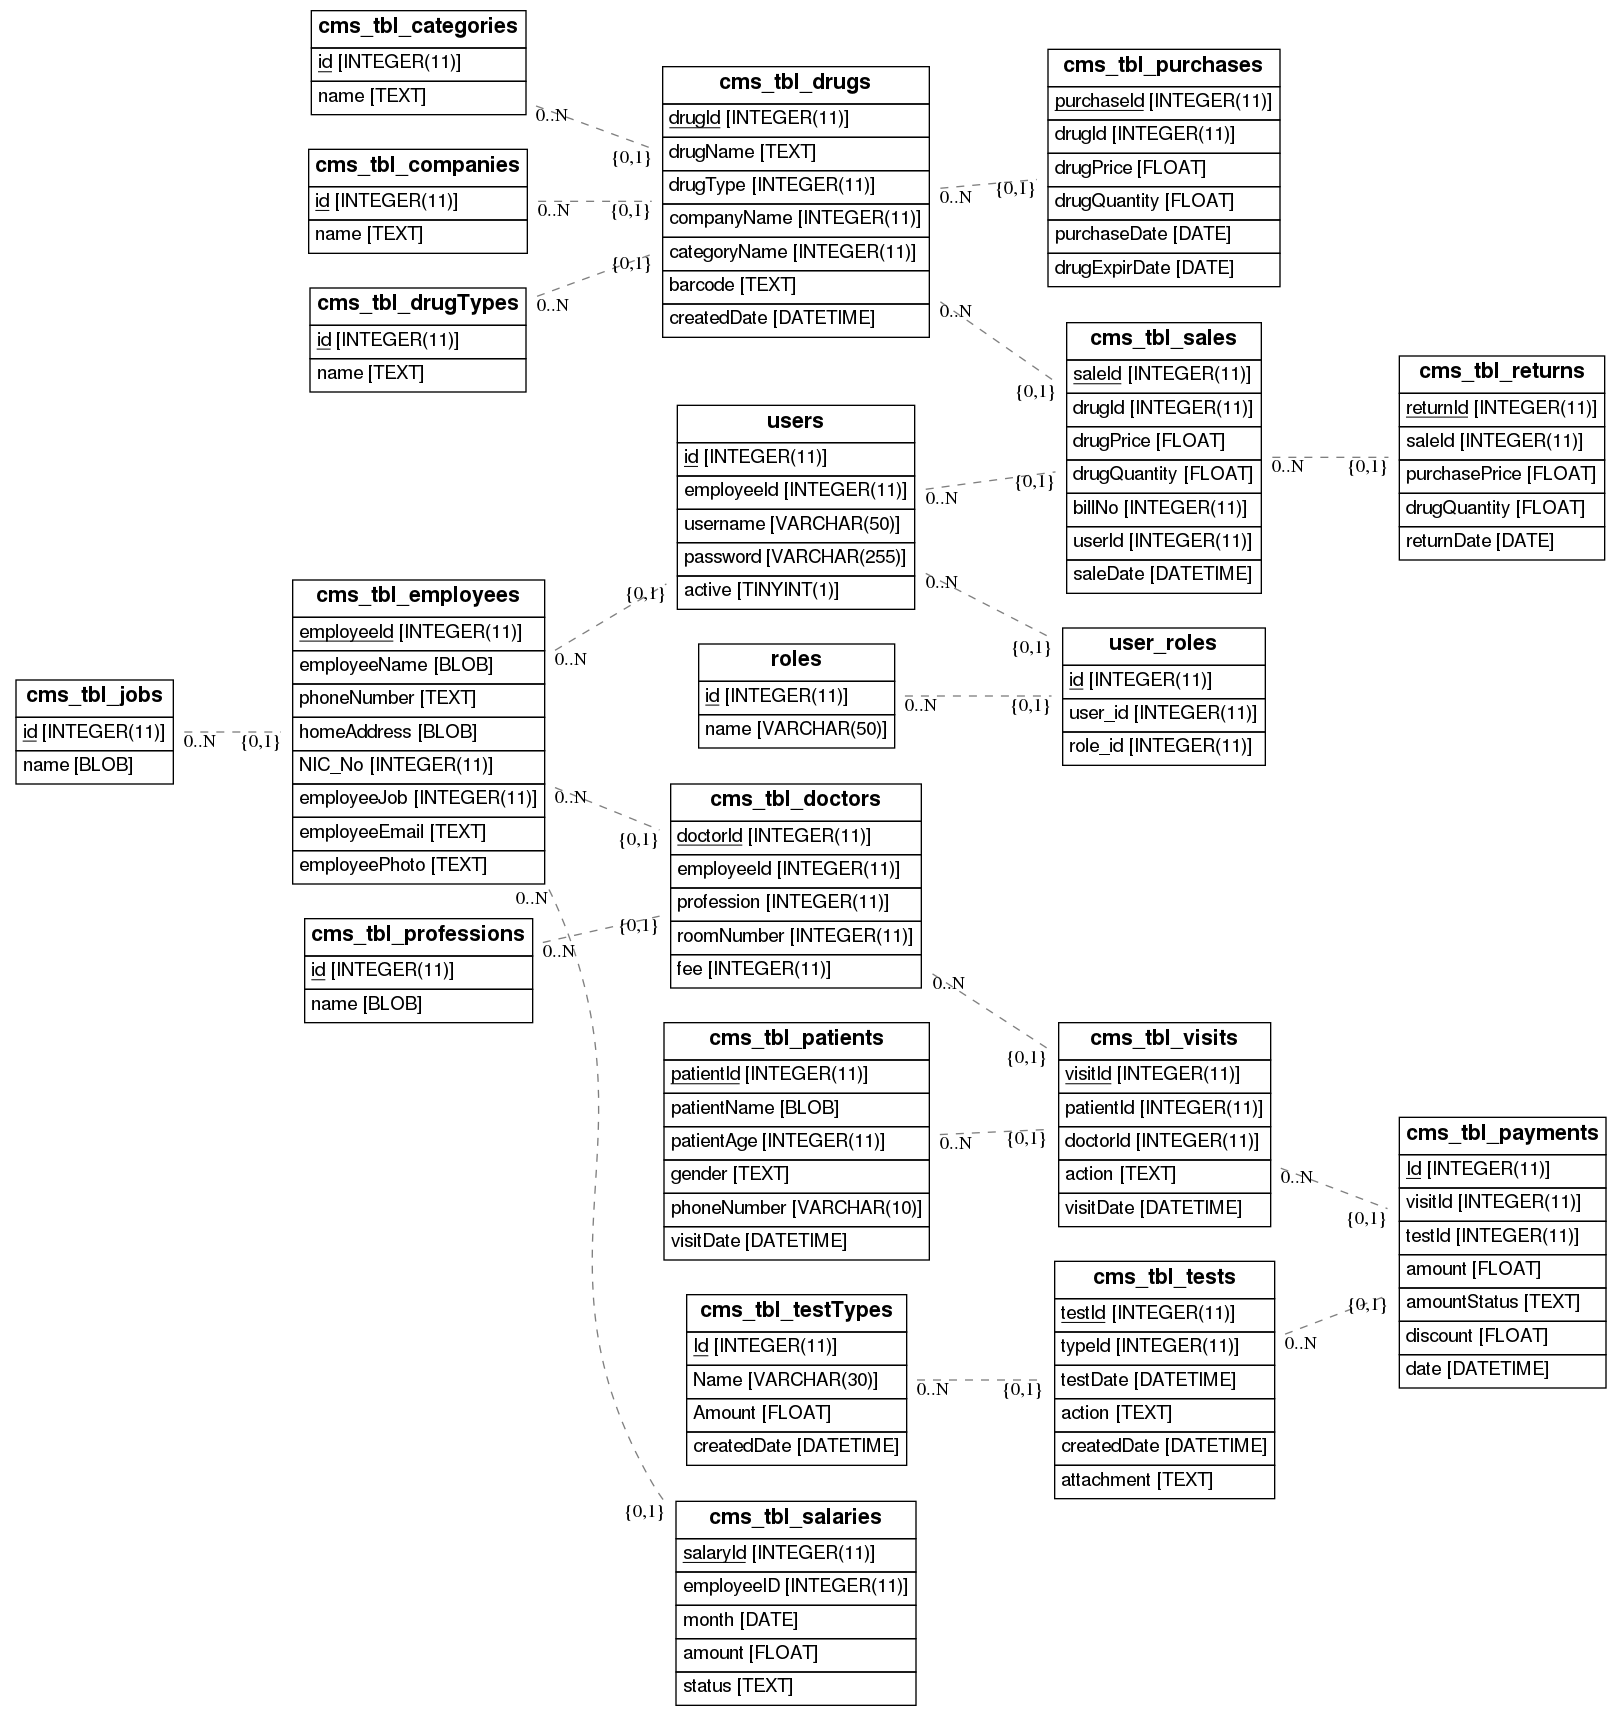 cms_tbl_categories
id [INTEGER(11)]
name [TEXT]
0..N
{0,1}
cms_tbl_companies
id [INTEGER(11)]
name [TEXT]
0..N
{0,1}
cms_tbl_drugTypes
id [INTEGER(11)]
name [TEXT]
0..N
{0,1}
cms_tbl_drugs
drugId [INTEGER(11)]
drugName [TEXT]
drugType [INTEGER(11)]
companyName [INTEGER(11)]
categoryName [INTEGER(11)]
barcode [TEXT]
createdDate [DATETIME]
0..N
{0,1}
0..N
{0,1}
cms_tbl_purchases
purchaseId [INTEGER(11)]
drugId [INTEGER(11)]
drugPrice [FLOAT]
drugQuantity [FLOAT]
purchaseDate [DATE]
drugExpirDate [DATE]
cms_tbl_sales
saleId [INTEGER(11)]
drugId [INTEGER(11)]
drugPrice [FLOAT]
drugQuantity [FLOAT]
billNo [INTEGER(11)]
userId [INTEGER(11)]
saleDate [DATETIME]
0..N
{0,1}
cms_tbl_returns
returnId [INTEGER(11)]
saleId [INTEGER(11)]
purchasePrice [FLOAT]
drugQuantity [FLOAT]
returnDate [DATE]
users
id [INTEGER(11)]
employeeId [INTEGER(11)]
username [VARCHAR(50)]
password [VARCHAR(255)]
active [TINYINT(1)]
0..N
{0,1}
0..N
{0,1}
roles
id [INTEGER(11)]
name [VARCHAR(50)]
0..N
{0,1}
user_roles
id [INTEGER(11)]
user_id [INTEGER(11)]
role_id [INTEGER(11)]
cms_tbl_jobs
id [INTEGER(11)]
name [BLOB]
0..N
{0,1}
cms_tbl_employees
employeeId [INTEGER(11)]
employeeName [BLOB]
phoneNumber [TEXT]
homeAddress [BLOB]
NIC_No [INTEGER(11)]
employeeJob [INTEGER(11)]
employeeEmail [TEXT]
employeePhoto [TEXT]
0..N
{0,1}
0..N
{0,1}
0..N
{0,1}
cms_tbl_professions
id [INTEGER(11)]
name [BLOB]
0..N
{0,1}
cms_tbl_doctors
doctorId [INTEGER(11)]
employeeId [INTEGER(11)]
profession [INTEGER(11)]
roomNumber [INTEGER(11)]
fee [INTEGER(11)]
0..N
{0,1}
cms_tbl_patients
patientId [INTEGER(11)]
patientName [BLOB]
patientAge [INTEGER(11)]
gender [TEXT]
phoneNumber [VARCHAR(10)]
visitDate [DATETIME]
0..N
{0,1}
cms_tbl_visits
visitId [INTEGER(11)]
patientId [INTEGER(11)]
doctorId [INTEGER(11)]
action [TEXT]
visitDate [DATETIME]
0..N
{0,1}
cms_tbl_payments
Id [INTEGER(11)]
visitId [INTEGER(11)]
testId [INTEGER(11)]
amount [FLOAT]
amountStatus [TEXT]
discount [FLOAT]
date [DATETIME]
cms_tbl_testTypes
Id [INTEGER(11)]
Name [VARCHAR(30)]
Amount [FLOAT]
createdDate [DATETIME]
0..N
{0,1}
cms_tbl_tests
testId [INTEGER(11)]
typeId [INTEGER(11)]
testDate [DATETIME]
action [TEXT]
createdDate [DATETIME]
attachment [TEXT]
0..N
{0,1}
cms_tbl_salaries
salaryId [INTEGER(11)]
employeeID [INTEGER(11)]
month [DATE]
amount [FLOAT]
status [TEXT]